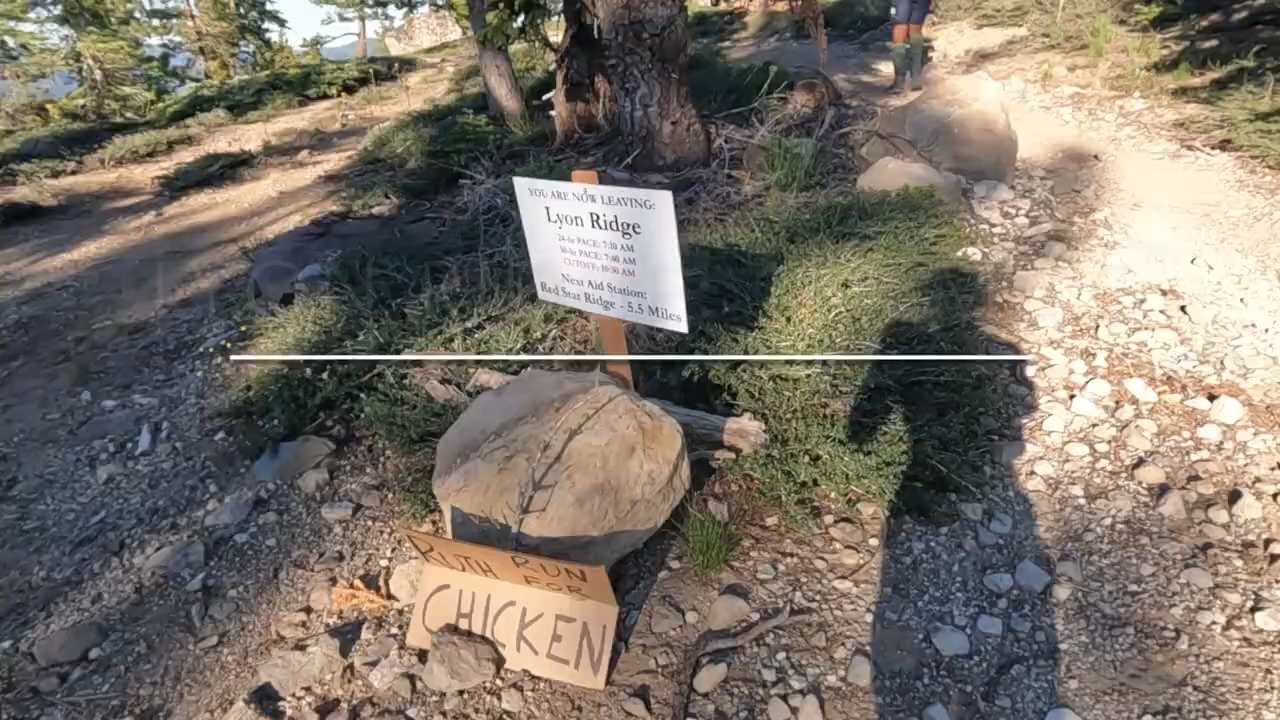 YOU ARE NOW LEAVING:
Lyon Ridge
24-hr PACE: 7:10 AM
30-hr PACE: 7:40 AM
CUTOFF: 10:30 AM
Next Aid Station:
Red Star Ridge - 5.5 Miles
RUTH RUN
FOR
CHICKEN